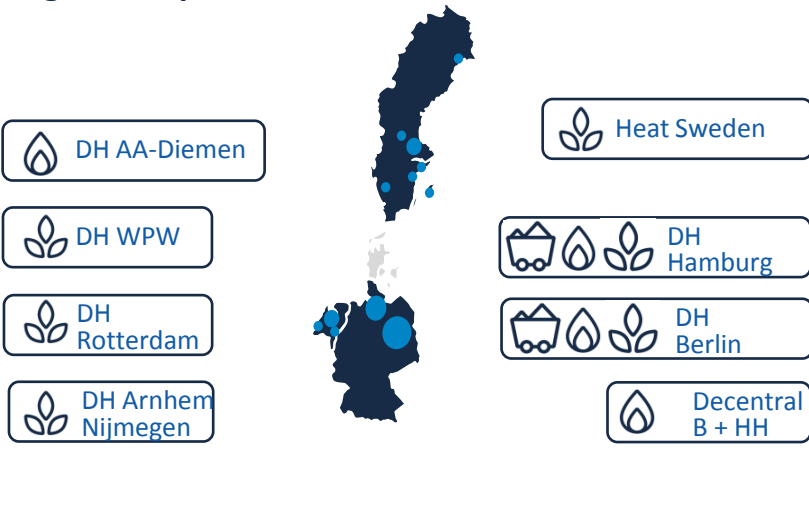 DH AA-Diemen
DH WPW
DH
Rotterdam
DH Arnhem
Nijmegen
Heat Sweden
DH
Hamburg
DH
Berlin
Decentral
B + HH